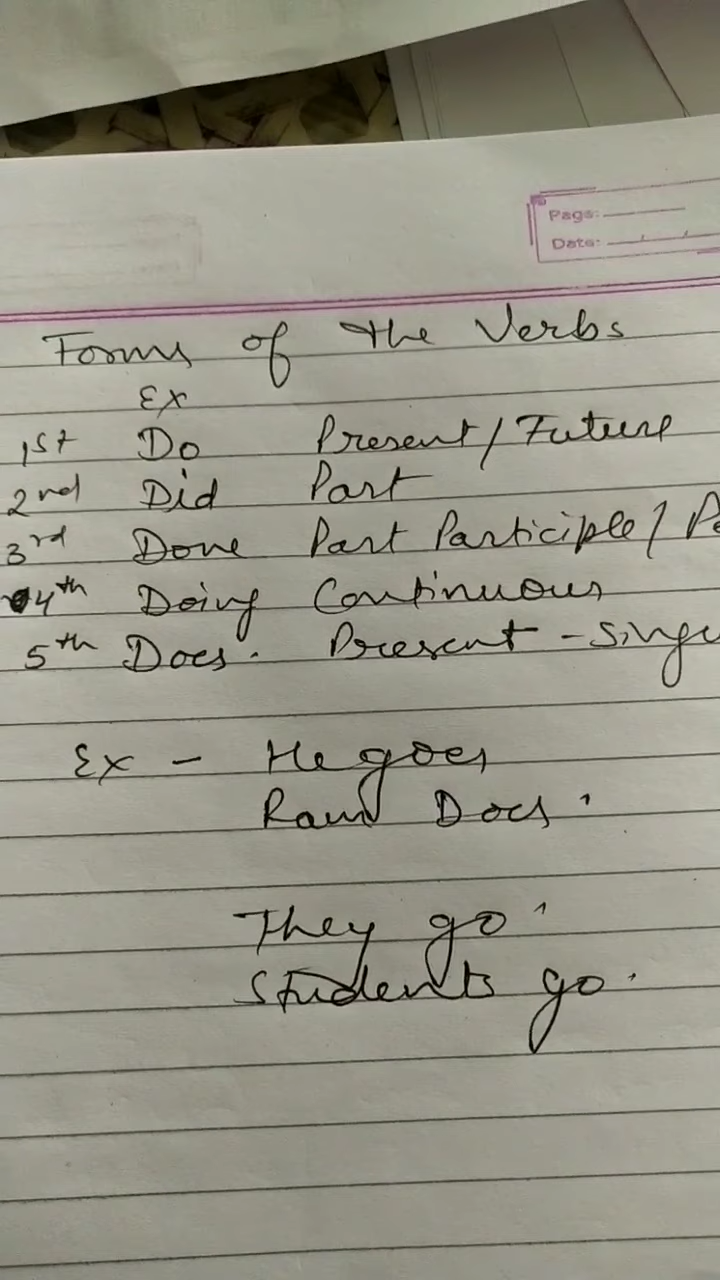 Page:
Date: / /
Forms of the Verbs
Ex
1st Do Present/Future
2nd Did Past
3rd Done Past Participle/
4th Doing Continuous
5th Does. Present - Singu
Ex - He goes
Ram Does.
They go.
Students go.